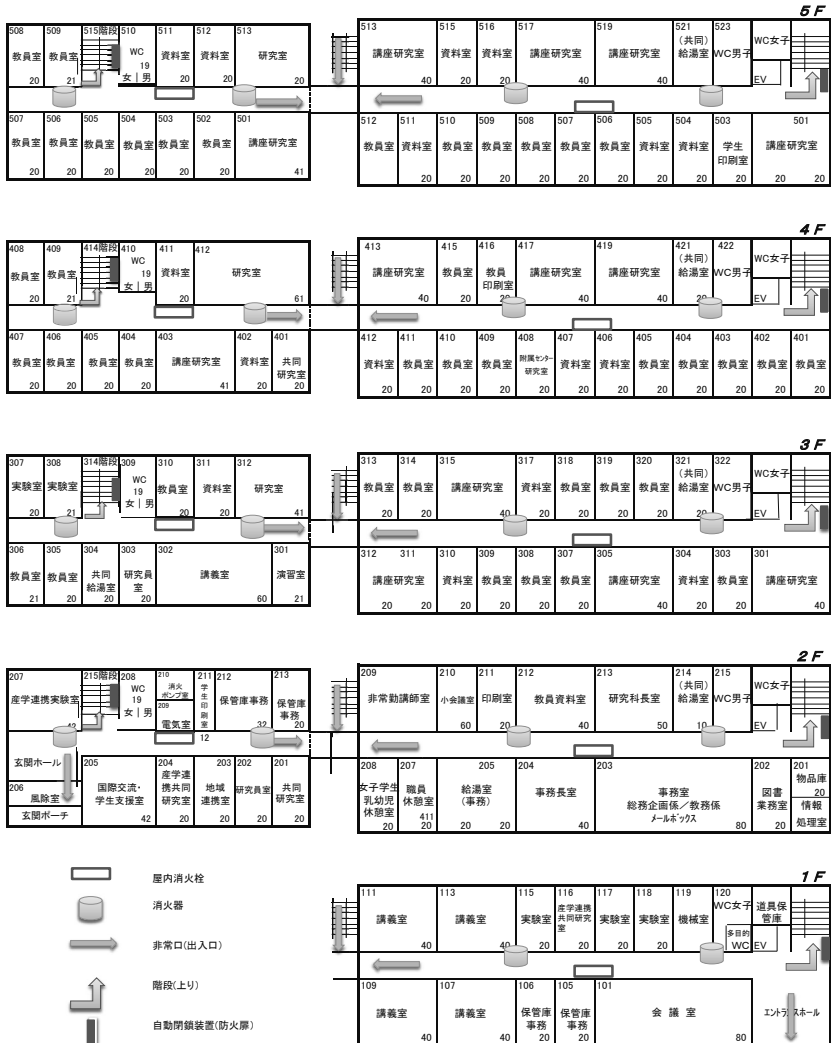 5F
508 509 515階段 510 511 512 513
教員室 教員室 WC 資料室 資料室 研究室
19
女｜男
20 21 20 20 20
507 506 505 504 503 502 501
教員室 教員室 教員室 教員室 教員室 教員室 講座研究室
20 20 20 20 20 20 41
513 515 516 517 519 521 523
講座研究室 資料室 資料室 講座研究室 講座研究室 (共同)給湯室 WC男子 WC女子
40 20 20 40 40 EV
512 511 510 509 508 507 506 505 504 503 501
教員室 資料室 教員室 教員室 教員室 教員室 教員室 資料室 資料室 学生印刷室 講座研究室
20 20 20 20 20 20 20 20 20 20
4F
408 409 414階段 410 411 412
教員室 教員室 WC 資料室 研究室
19
女｜男
20 21 20 61
407 406 405 404 403 402 401
教員室 教員室 教員室 教員室 講座研究室 資料室 共同研究室
20 20 20 20 41 20 20
413 415 416 417 419 421 422
講座研究室 教員室 教員印刷室 講座研究室 講座研究室 (共同)給湯室 WC男子 WC女子
40 20 20 40 40 20 EV
412 411 410 409 408 407 406 405 404 403 402 401
資料室 教員室 教員室 教員室 附属センター研究室 資料室 資料室 教員室 教員室 教員室 教員室 教員室
20 20 20 20 20 20 20 20 20 20 20 20
3F
307 308 314階段 309 310 311 312
実験室 実験室 WC 教員室 資料室 研究室
19
女｜男
20 21 20 20 41
306 305 304 303 302 301
教員室 教員室 共同給湯室 研究員室 講義室 演習室
21 20 20 20 60 21
313 314 315 317 318 319 320 321 322
教員室 教員室 講座研究室 資料室 教員室 教員室 教員室 (共同)給湯室 WC男子 WC女子
20 20 40 20 20 20 20 20 EV
312 311 310 309 308 307 305 304 303 301
講座研究室 資料室 教員室 教員室 教員室 講座研究室 資料室 教員室 講座研究室
20 20 20 20 20 20 40 20 20 40
2F
207 215階段 208 210 211 212 213
産学連携実験室 WC 消火ポンプ室 学生印刷室 保管庫事務 保管庫事務
19 209
女｜男 電気室
42 12 32 20
玄関ホール
206
風除室
玄関ポーチ
205 204 203 202 201
国際交流・学生支援室 産学連携共同研究室 地域連携室 研究員室 共同研究室
42 20 20 20 20
209 210 211 212 213 214 215
非常勤講師室 小会議室 印刷室 教員資料室 研究科長室 (共同)給湯室 WC男子 WC女子
40 60 20 40 50 10 EV
208 207 205 204 203 202 201
女子学生乳幼児休憩室 職員休憩室 給湯室(事務) 事務長室 事務室 図書業務室 物品庫
総務企画係／教務係 20
メールボックス 情報処理室
411
20 20 20 20 40 80 20
1F
111 113 115 116 117 118 119 120
講義室 講義室 実験室 産学連携共同研究室 実験室 実験室 機械室 WC女子 道具保管庫
多目的WC EV
40 40 20 20 20 20
109 107 106 105 101
講義室 講義室 保管庫事務 保管庫事務 会議室 エントランスホール
40 40 20 20 80
屋内消火栓
消火器
非常口(出入口)
階段(上り)
自動閉鎖装置(防火扉)